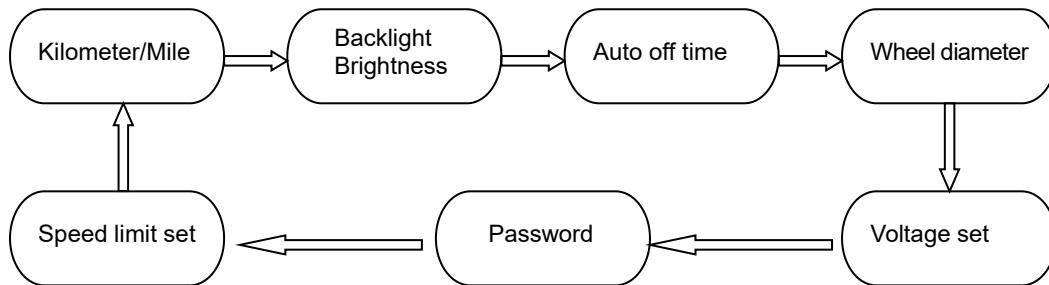 Kilometer/Mile
Backlight
Brightness
Auto off time
Wheel diameter
Speed limit set
Password
Voltage set